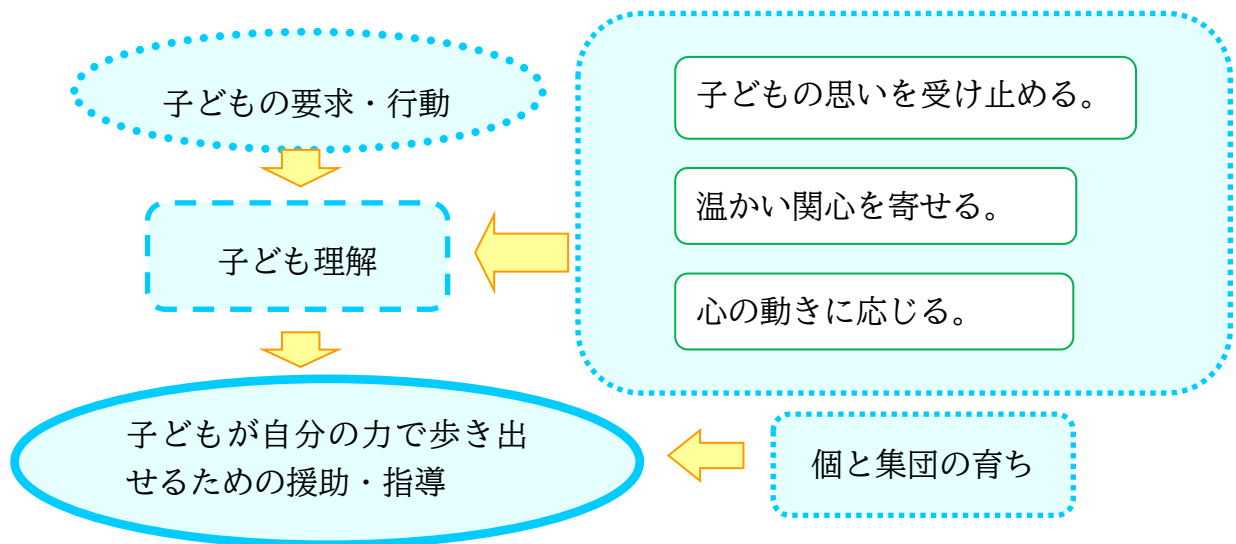 子どもの要求・行動
子どもの思いを受け止める。
温かい関心を寄せる。
子ども理解
心の動きに応じる。
子どもが自分の力で歩き出
せるための援助・指導
個と集団の育ち